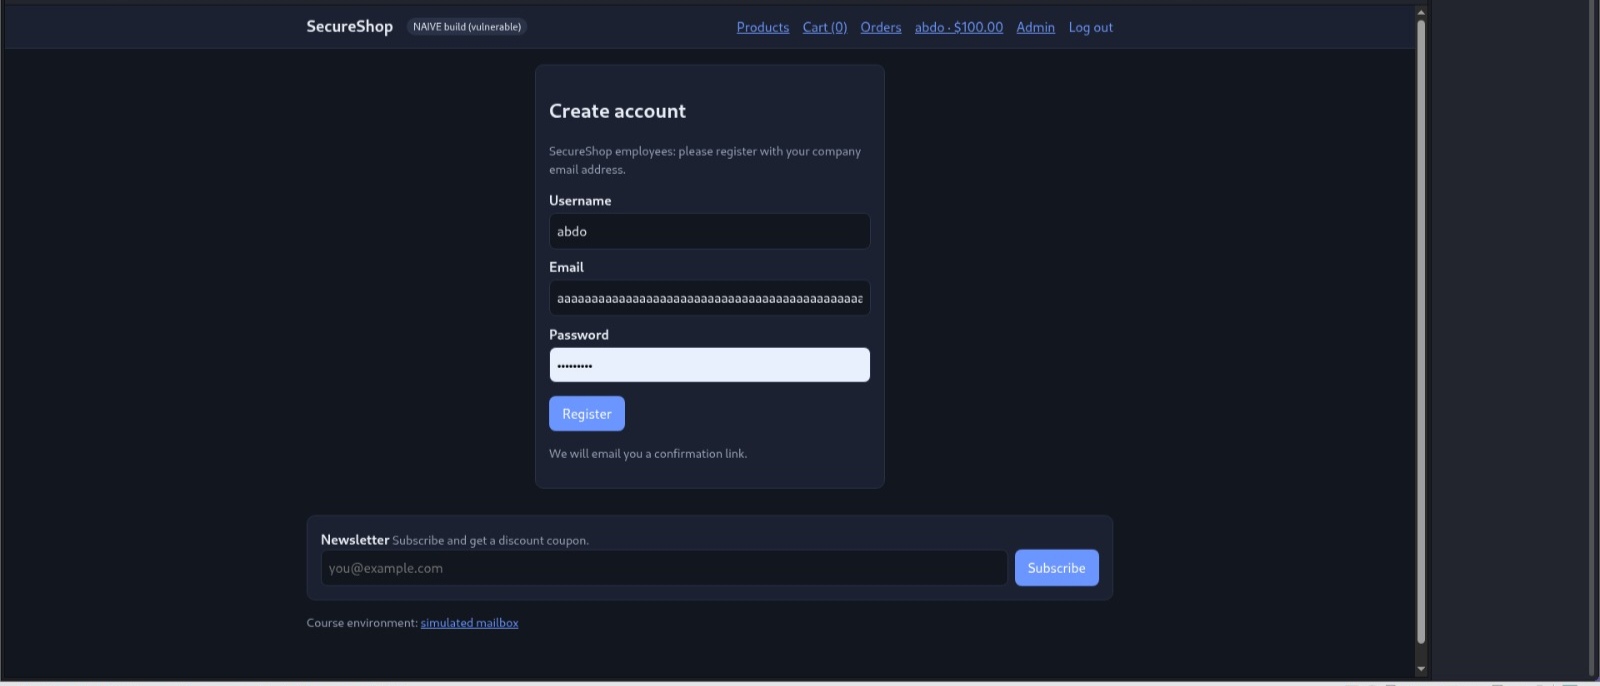 SecureShop NAIVE build (vulnerable) Products Cart (0) Orders abdo · $100.00 Admin Log out
Create account
SecureShop employees: please register with your company
email address.
Username
abdo
Email
Password
•••••••••
Register
We will email you a confirmation link.
Newsletter Subscribe and get a discount coupon.
you@example.com
Subscribe
Course environment: simulated mailbox